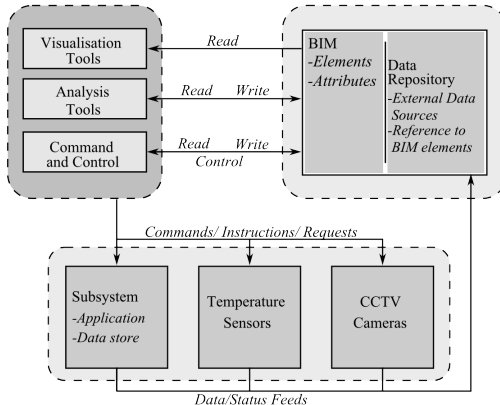 Visualisation
Tools
Analysis
Tools
Command
and Control
Read
Read Write
Read Write
Control
BIM
-Elements
-Attributes
Data
Repository
-External Data
Sources
-Reference to
BIM elements
Commands/ Instructions/ Requests
Subsystem
-Application
-Data store
Temperature
Sensors
CCTV
Cameras
Data/Status Feeds